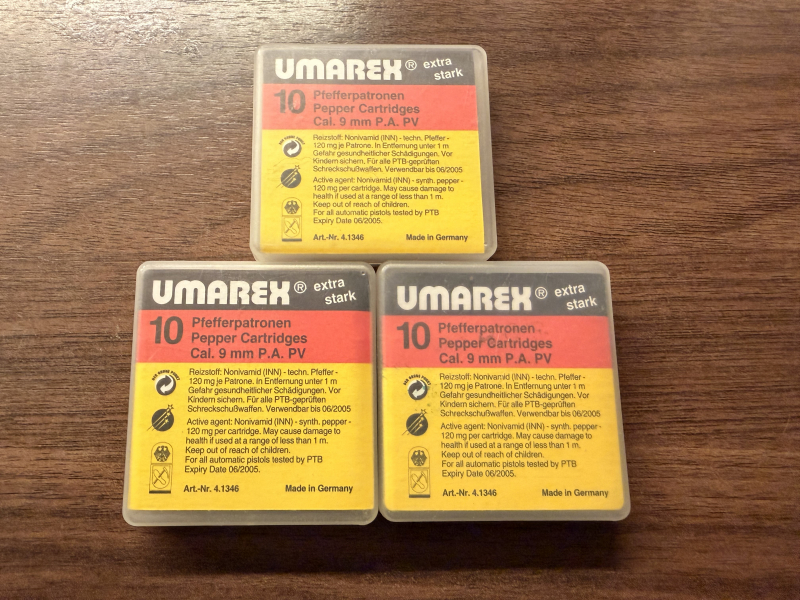 UMAREX® extra stark
10 Pfefferpatronen
Pepper Cartridges
Cal. 9 mm P.A. PV
Reizstoff: Nonivamid (INN) - techn. Pfeffer -
120 mg je Patrone. In Entfernung unter 1 m
Gefahr gesundheitlicher Schädigungen. Vor
Kindern sichern. Für alle PTB-geprüften
Schreckschußwaffen. Verwendbar bis 06/2005
Active agent: Nonivamid (INN) - synth. pepper -
120 mg per cartridge. May cause damage to
health if used at a range of less than 1 m.
Keep out of reach of children.
For all automatic pistols tested by PTB
Expiry Date 06/2005.
Art.-Nr. 4.1346 Made in Germany
UMAREX® extra stark
10 Pfefferpatronen
Pepper Cartridges
Cal. 9 mm P.A. PV
DER GRÜNE PUNKT
Reizstoff: Nonivamid (INN) - techn. Pfeffer -
120 mg je Patrone. In Entfernung unter 1 m
Gefahr gesundheitlicher Schädigungen. Vor
Kindern sichern. Für alle PTB-geprüften
Schreckschußwaffen. Verwendbar bis 06/2005
Active agent: Nonivamid (INN) - synth. pepper -
120 mg per cartridge. May cause damage to
health if used at a range of less than 1 m.
Keep out of reach of children.
For all automatic pistols tested by PTB
Expiry Date 06/2005.
Art.-Nr. 4.1346 Made in Germany
UMAREX® extra stark
10 Pfefferpatronen
Pepper Cartridges
Cal. 9 mm P.A. PV
DER GRÜNE PUNKT
Reizstoff: Nonivamid (INN) - techn. Pfeffer -
120 mg je Patrone. In Entfernung unter 1 m
Gefahr gesundheitlicher Schädigungen. Vor
Kindern sichern. Für alle PTB-geprüften
Schreckschußwaffen. Verwendbar bis 06/2005
Active agent: Nonivamid (INN) - synth. pepper -
120 mg per cartridge. May cause damage to
health if used at a range of less than 1 m.
Keep out of reach of children.
For all automatic pistols tested by PTB
Expiry Date 06/2005.
Art.-Nr. 4.1346 Made in Germany